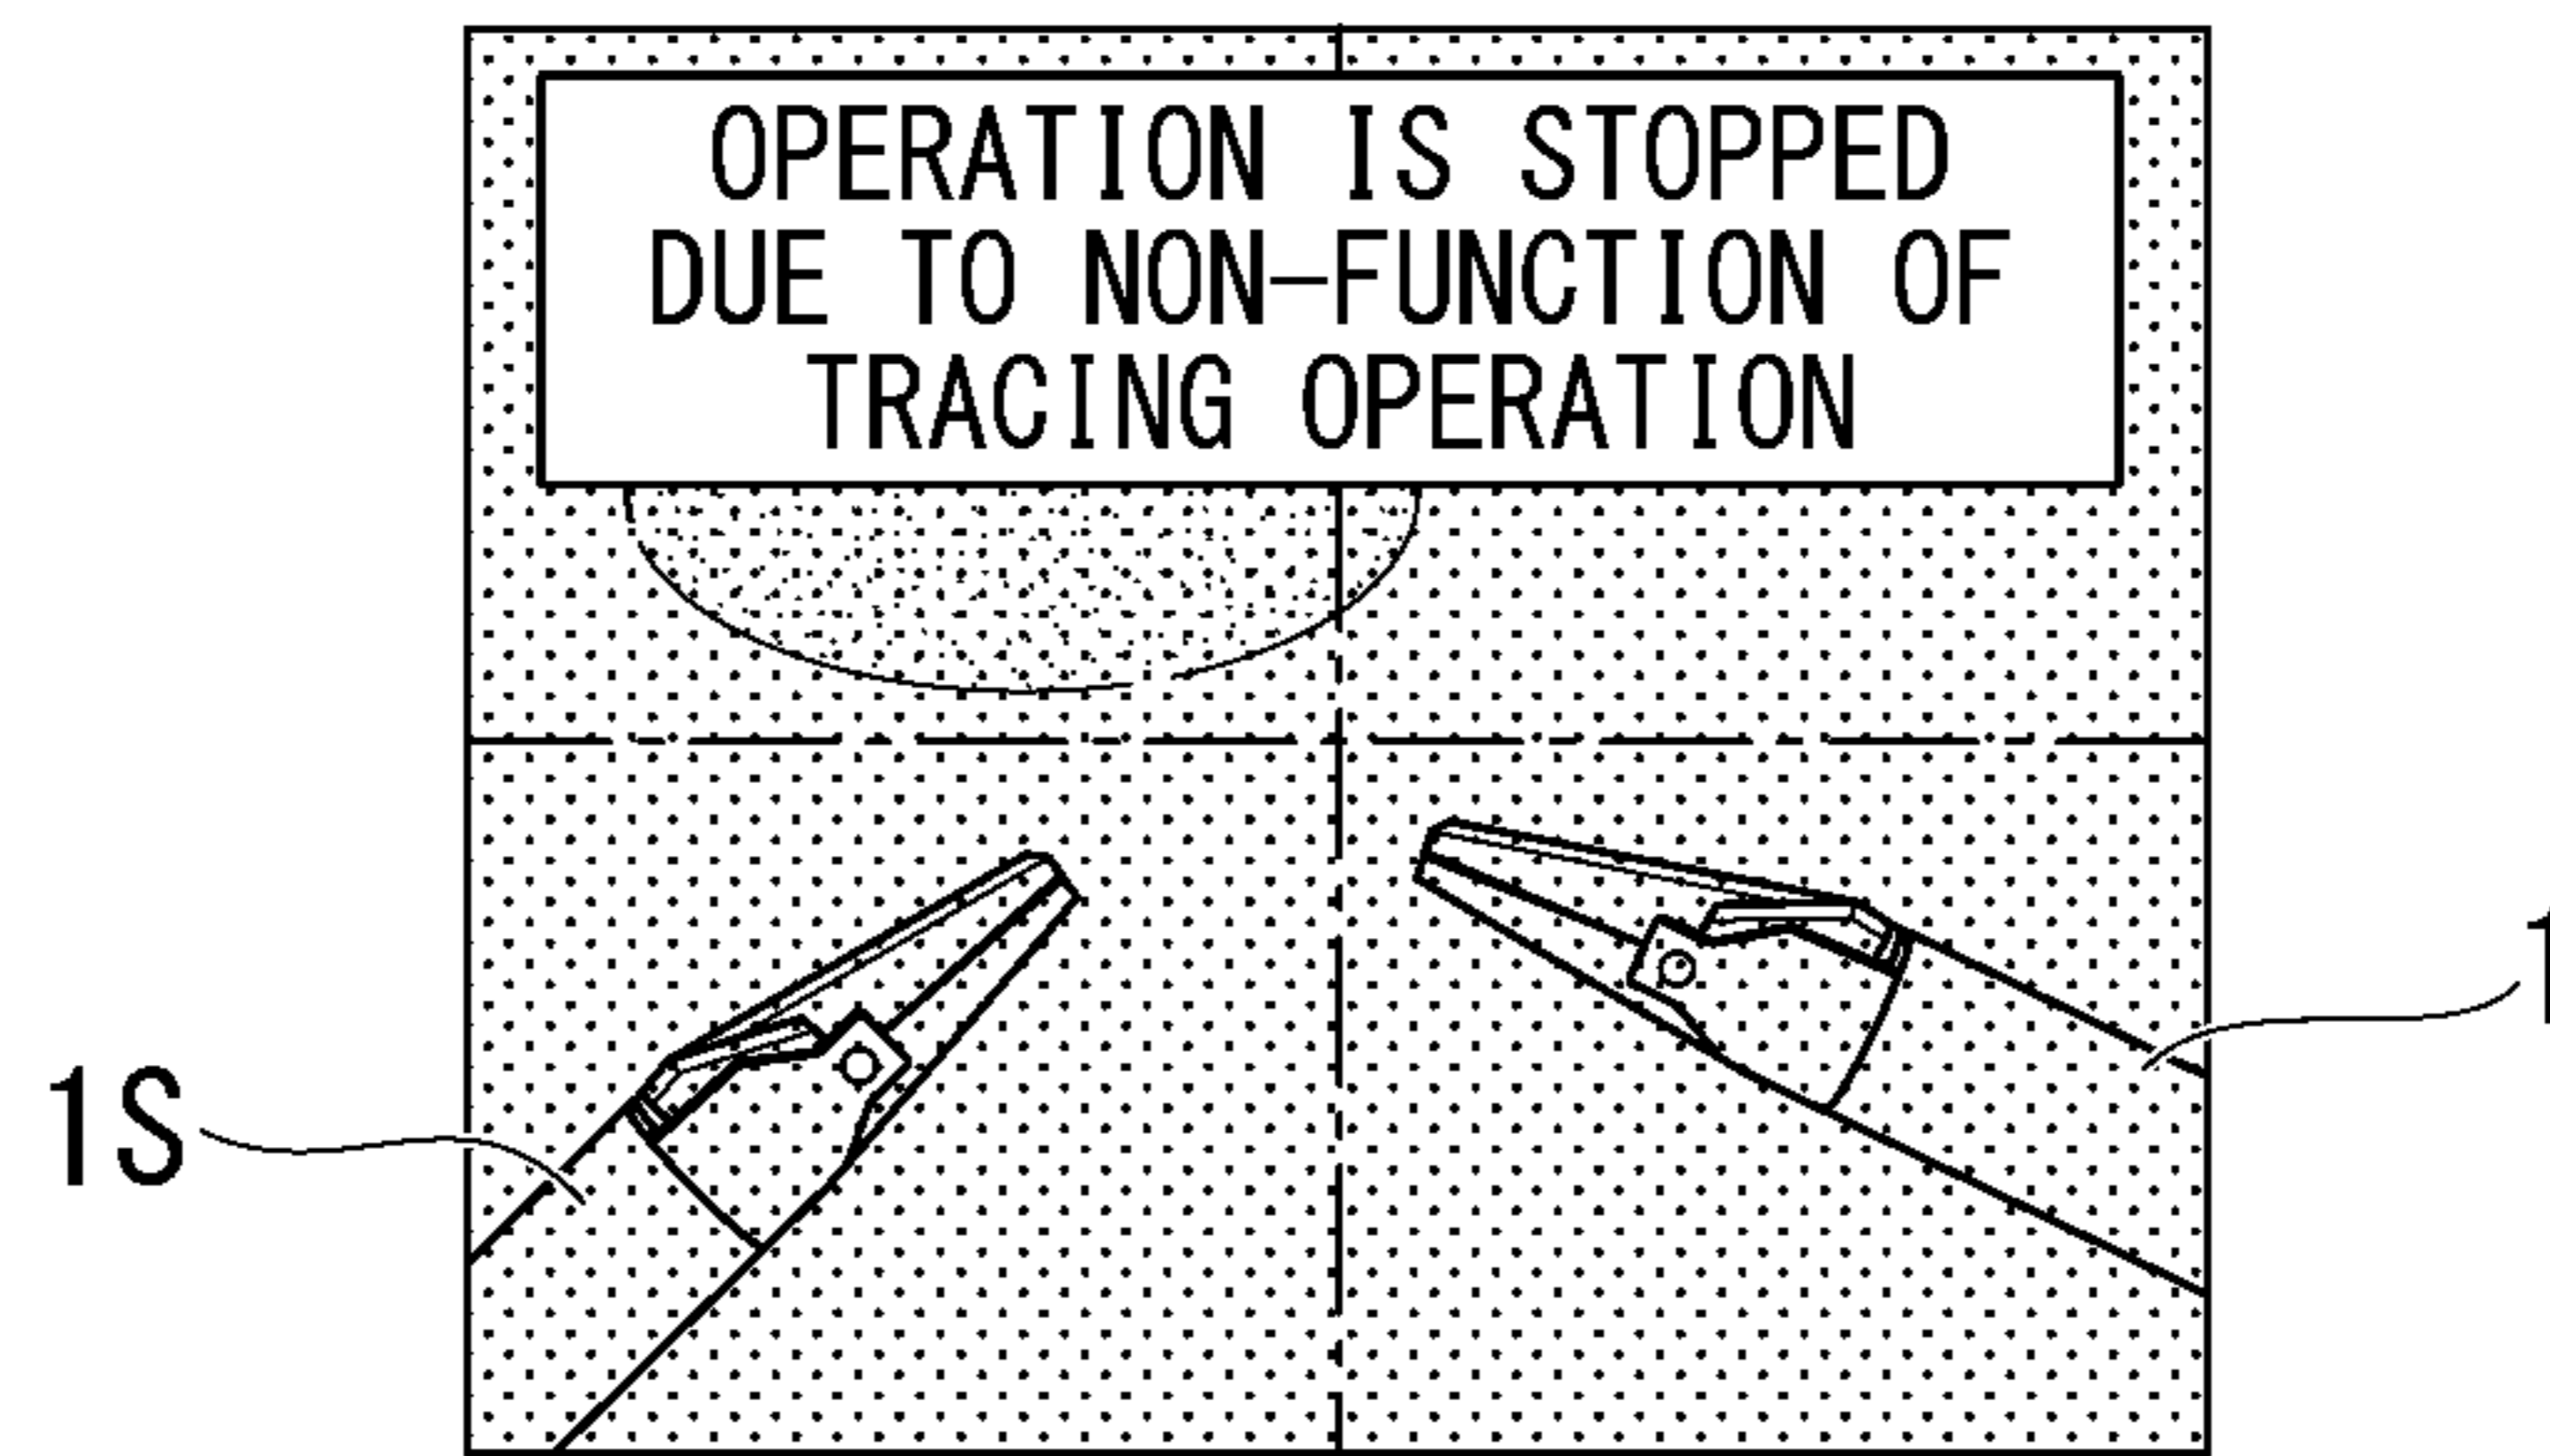 OPERATION IS STOPPED
DUE TO NON-FUNCTION OF
TRACING OPERATION
1S